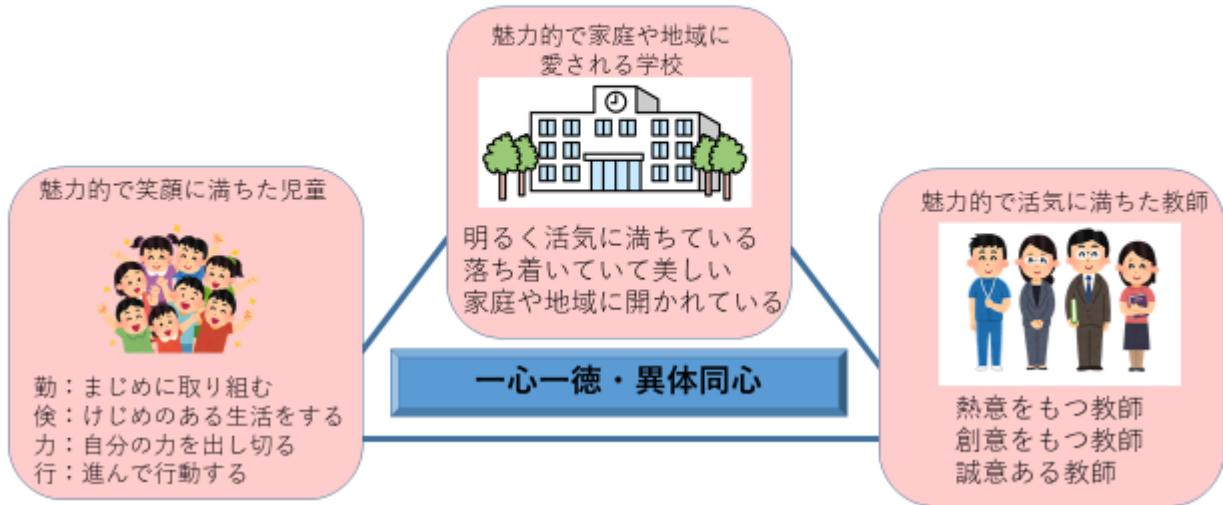 魅力的で家庭や地域に
愛される学校
明るく活気に満ちている
落ち着いていて美しい
家庭や地域に開かれている
魅力的で笑顔に満ちた児童
勤：まじめに取り組む
倹：けじめのある生活をする
力：自分の力を出し切る
行：進んで行動する
一心一徳・異体同心
魅力的で活気に満ちた教師
熱意をもつ教師
創意をもつ教師
誠意ある教師